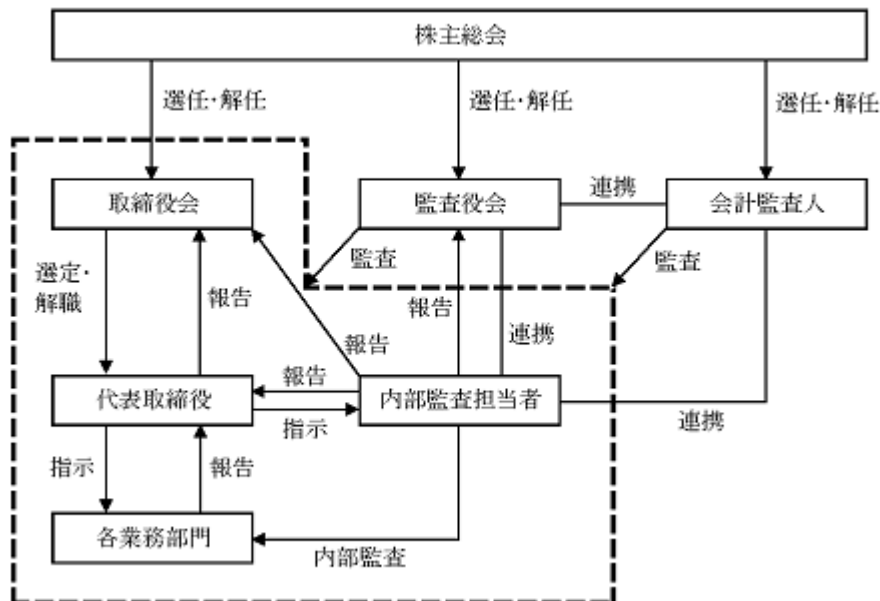 株主総会
選任・解任
選任・解任
選任・解任
取締役会
監査役会
連携
会計監査人
監査
監査
選定・
解職
報告
報告
報告
連携
代表取締役
報告
指示
内部監査担当者
連携
指示
報告
各業務部門
内部監査